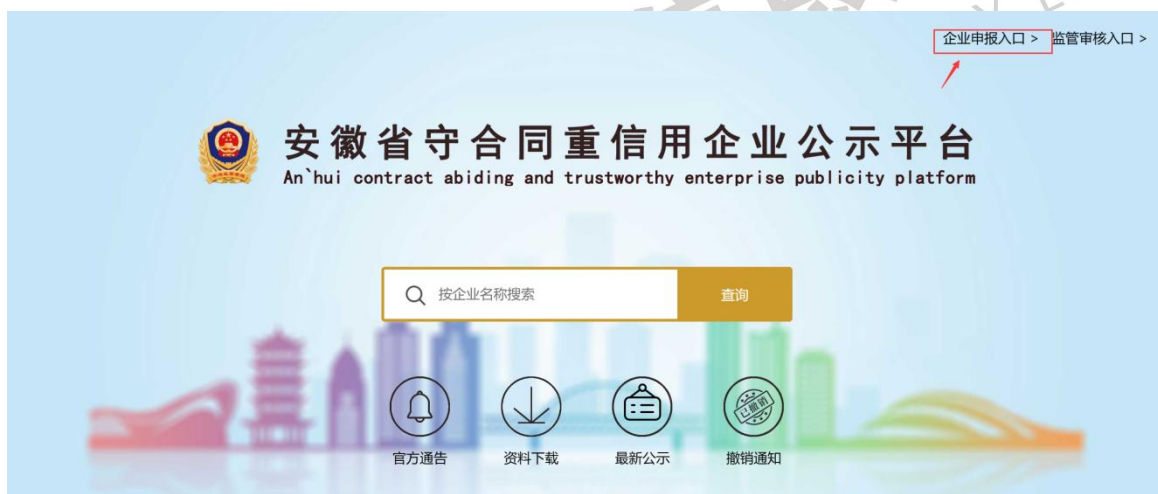 企业申报入口 > 监管审核入口 >
安徽省守合同重信用企业公示平台
An`hui contract abiding and trustworthy enterprise publicity platform
按企业名称搜索 查询
已撤销
官方通告 资料下载 最新公示 撤销通知